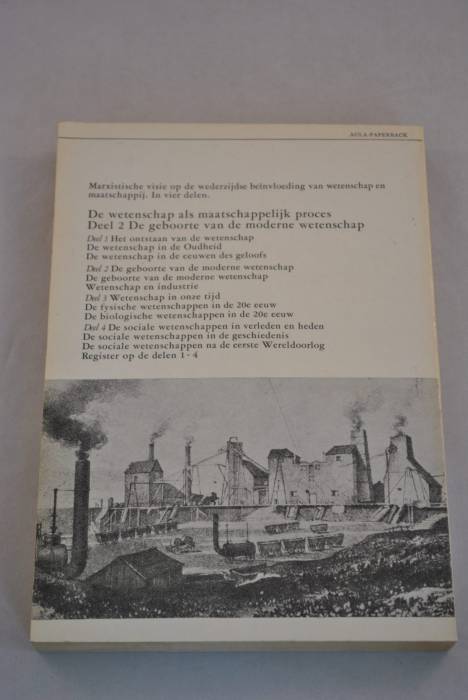 AULA-PAPERBACK
Marxistische visie op de wederzijdse beïnvloeding van wetenschap en
maatschappij. In vier delen.
De wetenschap als maatschappelijk proces
Deel 2 De geboorte van de moderne wetenschap
Deel 1 Het ontstaan van de wetenschap
De wetenschap in de Oudheid
De wetenschap in de eeuwen des geloofs
Deel 2 De geboorte van de moderne wetenschap
De geboorte van de moderne wetenschap
Wetenschap en industrie
Deel 3 Wetenschap in onze tijd
De fysische wetenschappen in de 20e eeuw
De biologische wetenschappen in de 20e eeuw
Deel 4 De sociale wetenschappen in verleden en heden
De sociale wetenschappen in de geschiedenis
De sociale wetenschappen na de eerste Wereldoorlog
Register op de delen 1-4